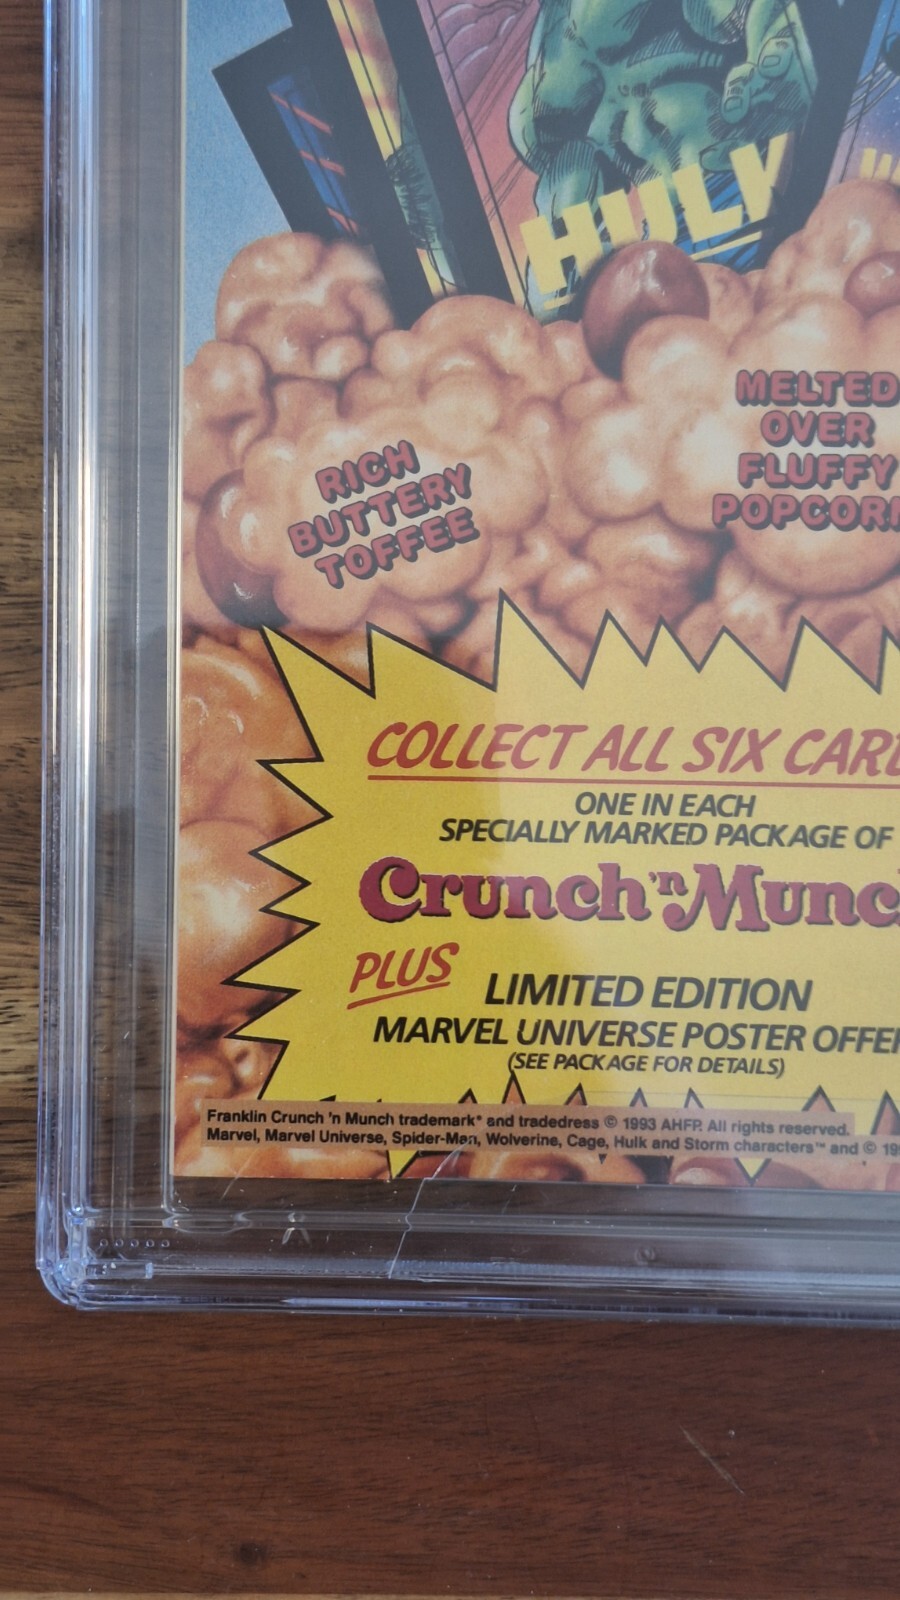 HULK
RICH
BUTTERY
TOFFEE
MELTED
OVER
FLUFFY
POPCORN
COLLECT ALL SIX
ONE IN EACH
SPECIALLY MARKED PACKAGE OF
Crunch 'n Munch
PLUS
LIMITED EDITION
MARVEL UNIVERSE POSTER OFFER
(SEE PACKAGE FOR DETAILS)
Franklin Crunch 'n Munch trademark® and tradedress © 1993 AHFP. All rights reserved.
Marvel, Marvel Universe, Spider-Man, Wolverine, Cage, Hulk and Storm characters™ and ©